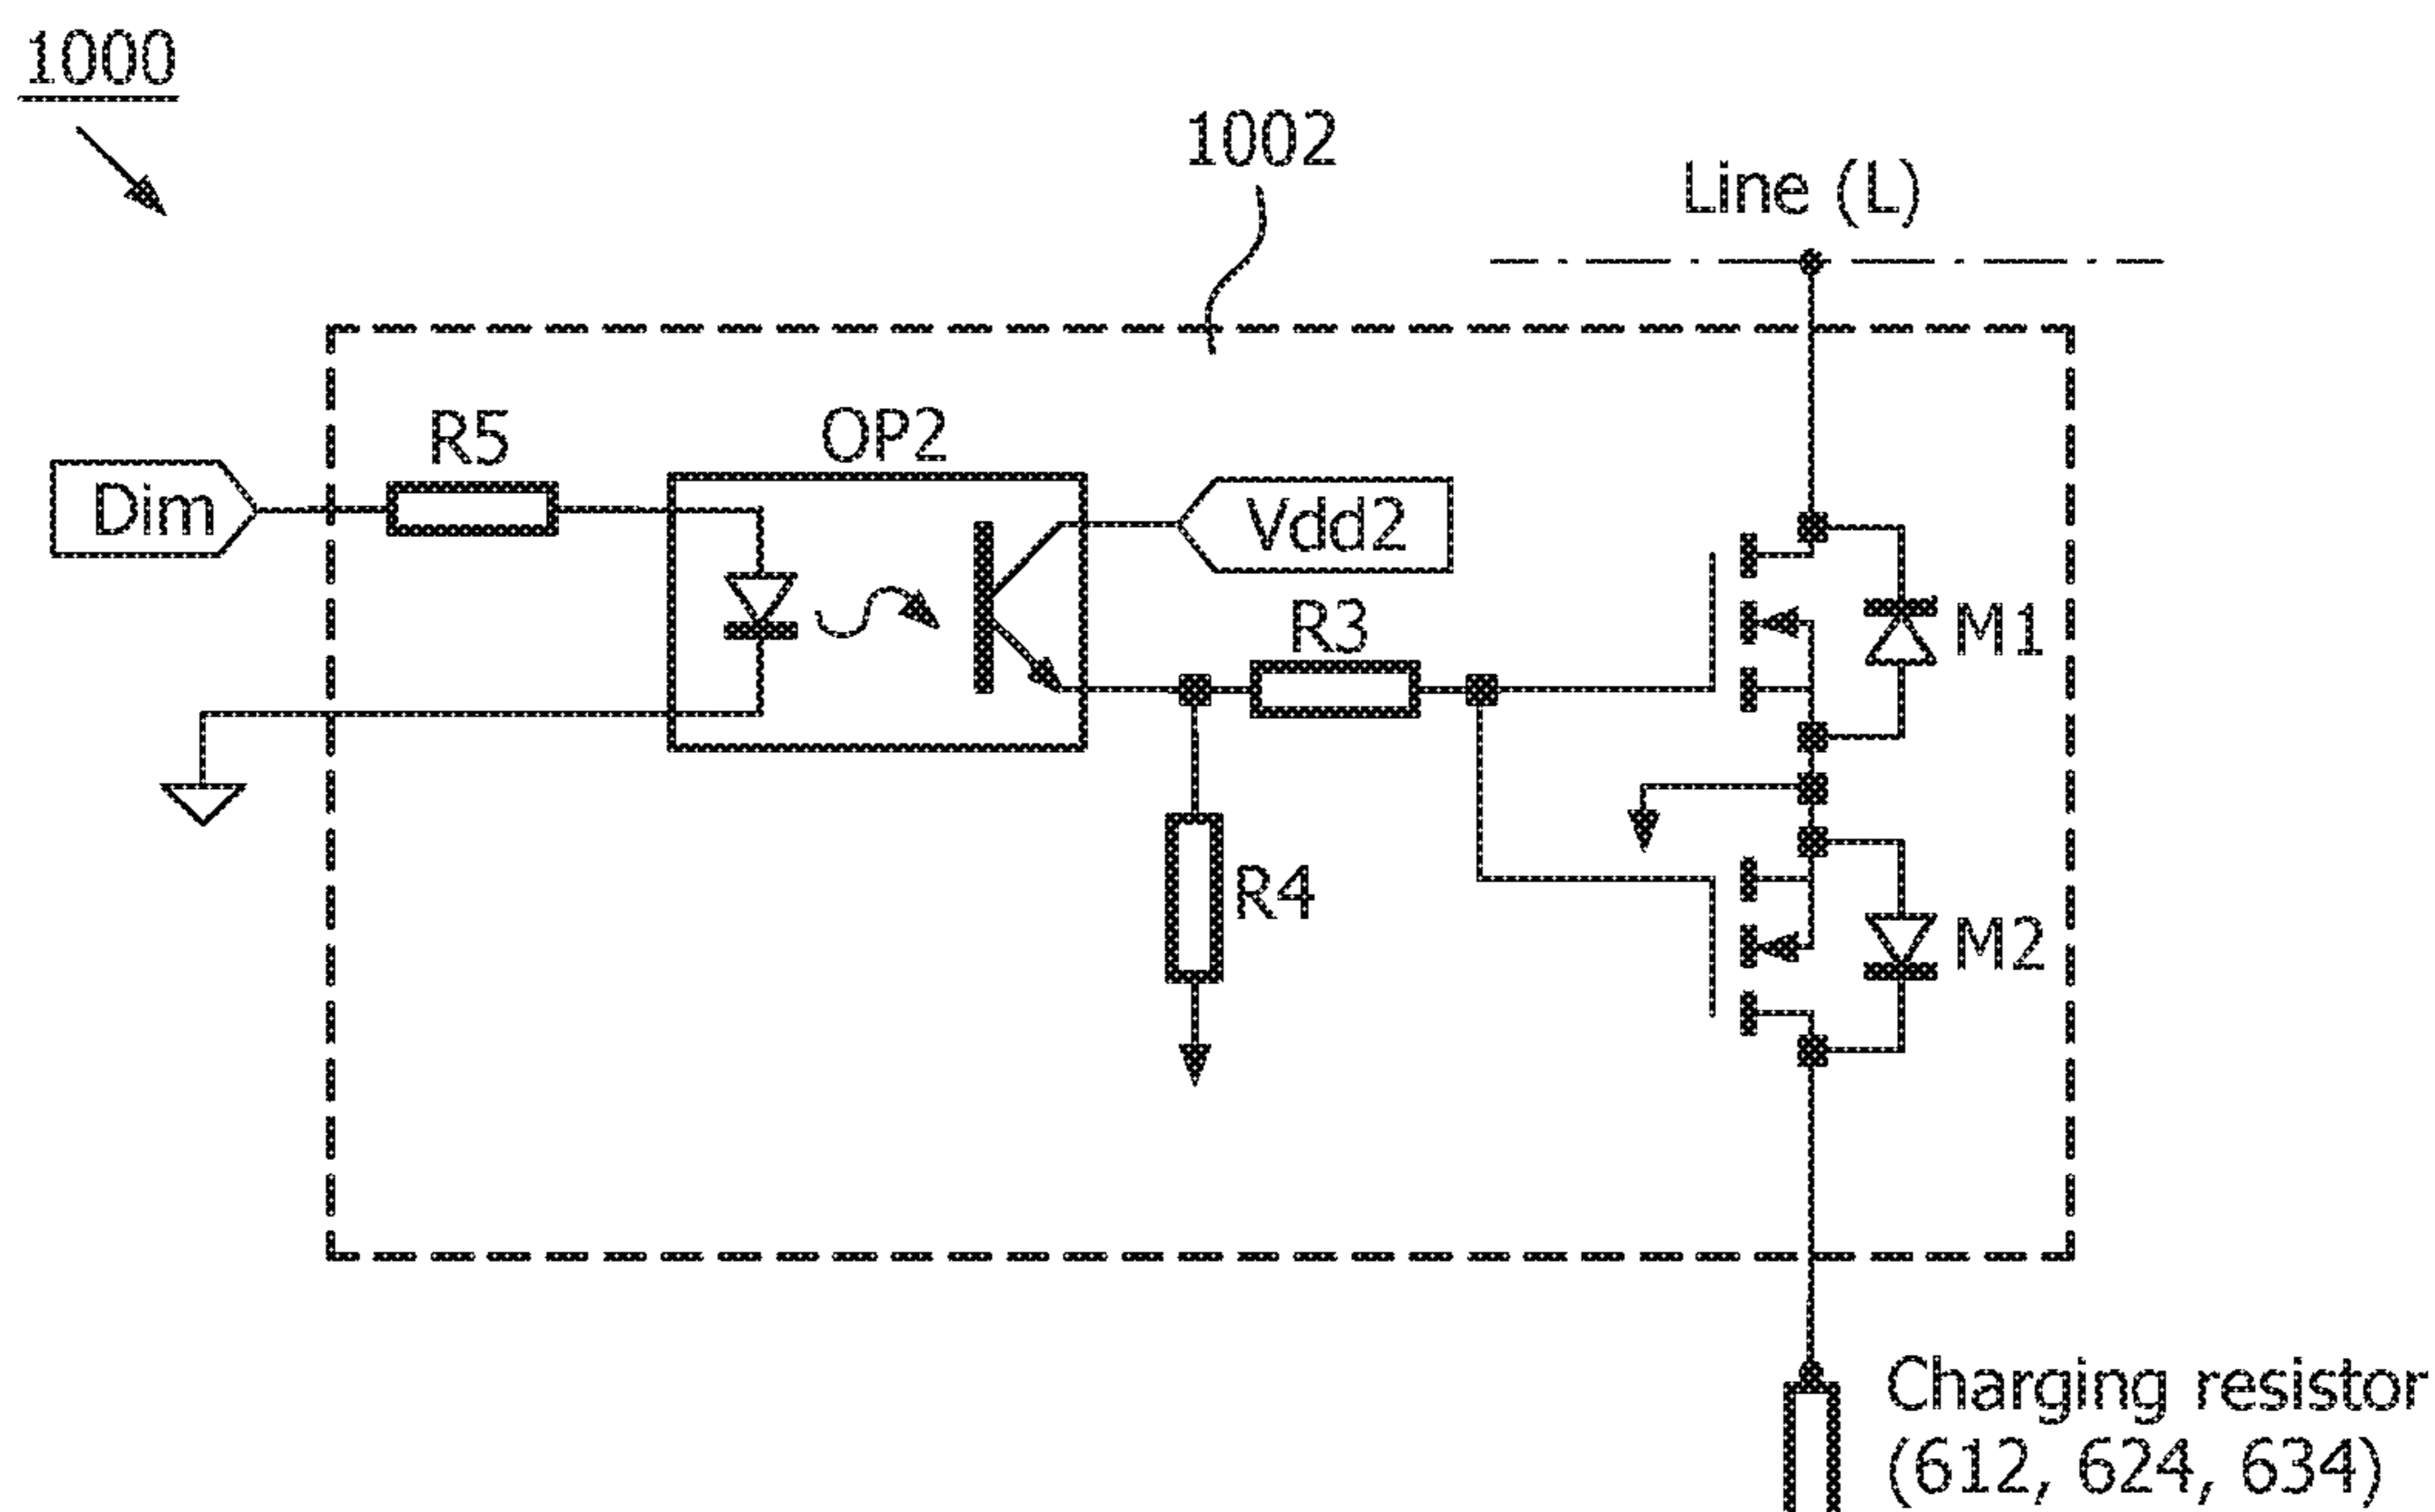 1000
1002
Line (L)
R5
OP2
Dim
Vdd2
R3
M1
R4
M2
Charging resistor
(612, 624, 634)